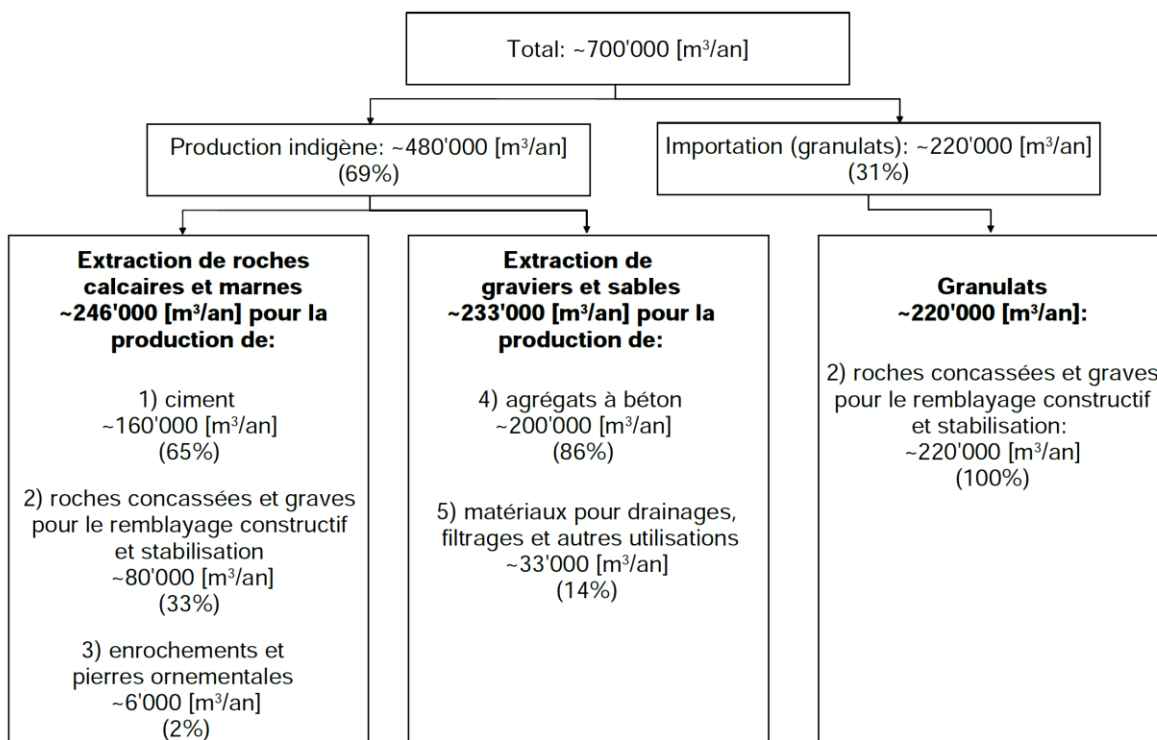 Total: ~700'000 [m³/an]
Production indigène: ~480'000 [m³/an]
(69%)
Importation (granulats): ~220'000 [m³/an]
(31%)
Extraction de roches
calcaires et marnes
~246'000 [m³/an] pour la
production de:
1) ciment
~160'000 [m³/an]
(65%)
2) roches concassées et graves
pour le remblayage constructif
et stabilisation
~80'000 [m³/an]
(33%)
3) enrochements et
pierres ornementales
~6'000 [m³/an]
(2%)
Extraction de
graviers et sables
~233'000 [m³/an] pour la
production de:
4) agrégats à béton
~200'000 [m³/an]
(86%)
5) matériaux pour drainages,
filtrages et autres utilisations
~33'000 [m³/an]
(14%)
Granulats
~220'000 [m³/an]:
2) roches concassées et graves
pour le remblayage constructif
et stabilisation:
~220'000 [m³/an]
(100%)